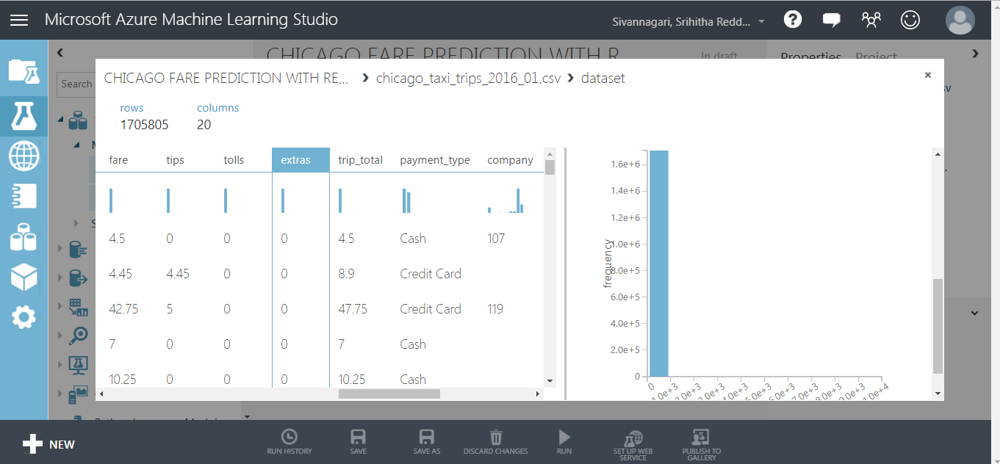 Microsoft Azure Machine Learning Studio
Sivannagari, Srihitha Redd...
CHICAGO FARE PREDICTION WITH R
In draft
Properties Project
Search
CHICAGO FARE PREDICTION WITH RE... > chicago_taxi_trips_2016_01.csv > dataset
rows columns
1705805 20
fare tips tolls extras trip_total payment_type company
4.5 0 0 0 4.5 Cash 107
4.45 4.45 0 0 8.9 Credit Card
42.75 5 0 0 47.75 Credit Card 119
7 0 0 0 7 Cash
10.25 0 0 0 10.25 Cash
frequency
1.6e+6
1.4e+6
1.2e+6
1.0e+6
8.0e+5
6.0e+5
4.0e+5
2.0e+5
0
0 1.0e+3 2.0e+3 3.0e+3 4.0e+3 5.0e+3 6.0e+3 7.0e+3 8.0e+3 9.0e+3 1.0e+4
NEW
RUN HISTORY
SAVE
SAVE AS
DISCARD CHANGES
RUN
SET UP WEB
SERVICE
PUBLISH TO
GALLERY